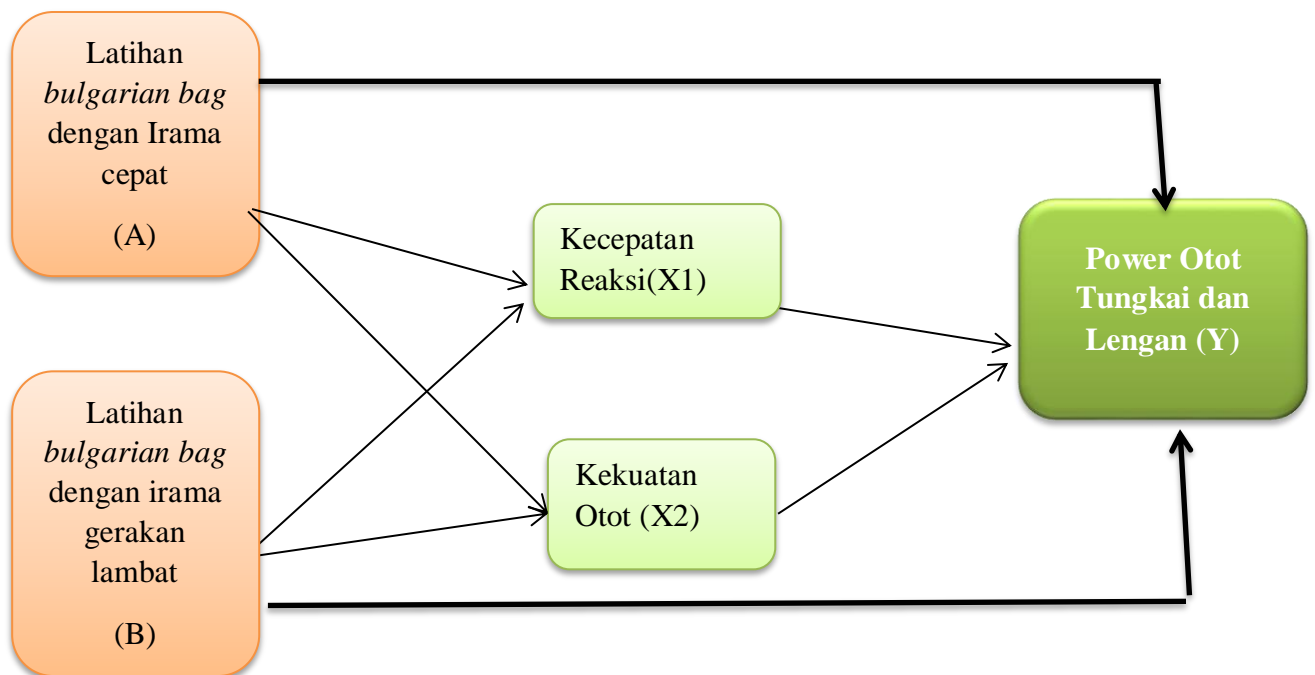 Latihan
bulgarian bag
dengan Irama
cepat
(A)
Kecepatan
Reaksi(X1)
Power Otot
Tungkai dan
Lengan (Y)
Latihan
bulgarian bag
dengan irama
gerakan
lambat
(B)
Kekuatan
Otot (X2)